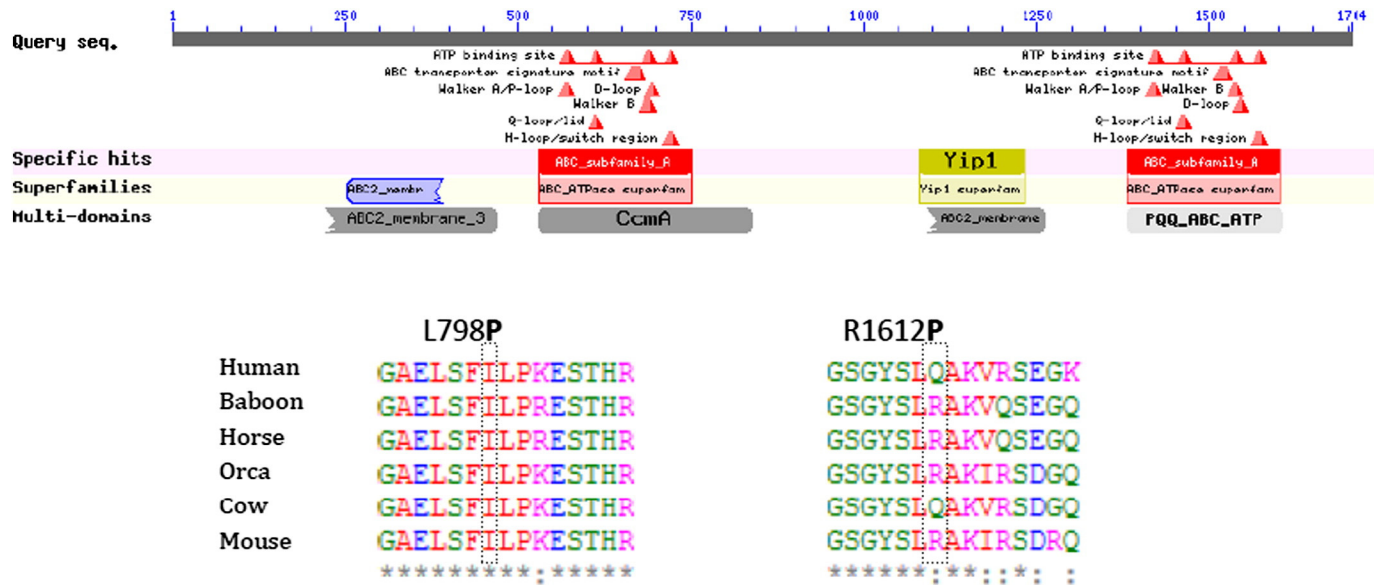 1 250 500 750 1000 1250 1500 1704
Query seq.
ATP binding site ATP binding site
ABC transporter signature motif ABC transporter signature motif
Walker A/P-loop D-loop Walker A/P-loop Walker B
Walker B D-loop
Q-loop/lid Q-loop/lid
H-loop/switch region H-loop/switch region
Specific hits ABC_subfamily_A Yip1 ABC_subfamily_A
Superfamilies ABC2_membr ABC_ATPase superfam Yip1 superfam ABC_ATPase superfam
Multi-domains ABC2_membrane_3 CcmA ABC2_membrane PQQ_ABC_ATP
L798P R1612P
Human GAELSFILPKESTHR GSGYSLQAKVRSEGK
Baboon GAELSFILPRESTHR GSGYSLRAKVQSEGQ
Horse GAELSFILPRESTHR GSGYSLRAKVQSEGQ
Orca GAELSFILPKESTHR GSGYSLRAKIRSDGQ
Cow GAELSFILPKESTHR GSGYSLQAKVRSDGQ
Mouse GAELSFILPKESTHR GSGYSLRAKIRSDRQ
*********:***** ******:**::*: :